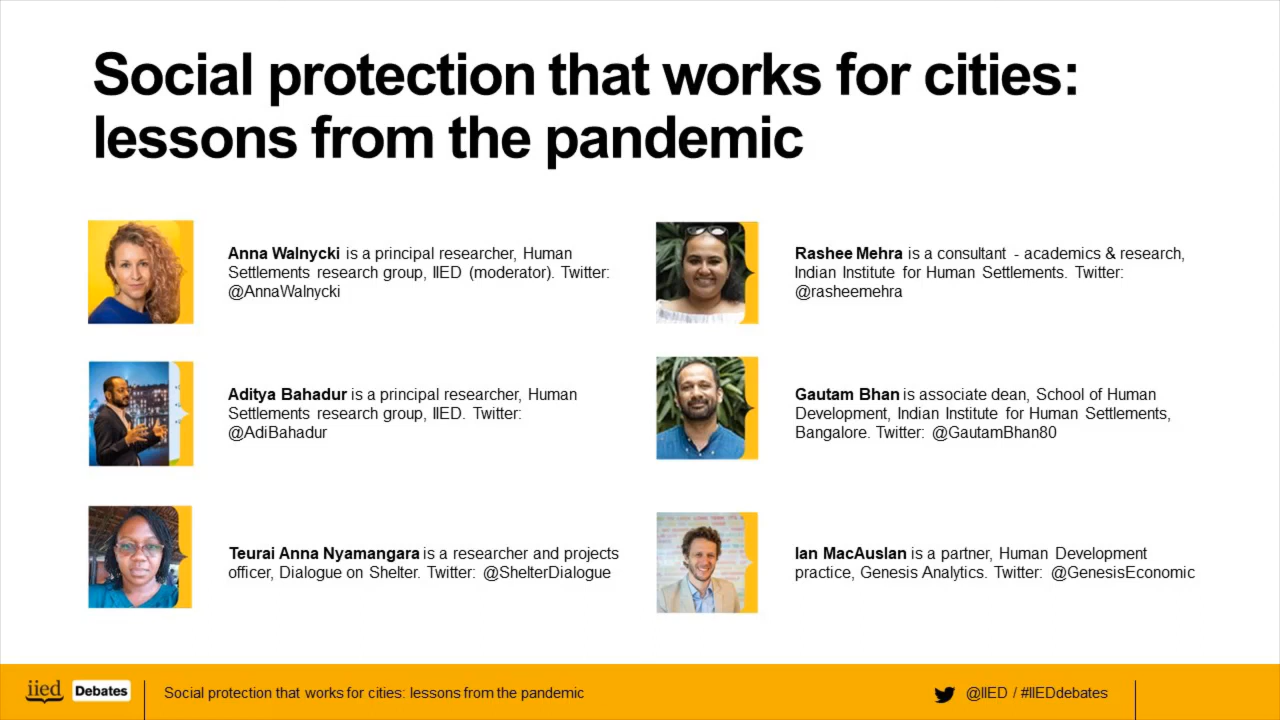 Social protection that works for cities:
lessons from the pandemic
Anna Walnycki is a principal researcher, Human
Settlements research group, IIED (moderator). Twitter:
@AnnaWalnycki
Rashee Mehra is a consultant - academics & research,
Indian Institute for Human Settlements. Twitter:
@rasheemehra
Aditya Bahadur is a principal researcher, Human
Settlements research group, IIED. Twitter:
@AdiBahadur
Gautam Bhan is associate dean, School of Human
Development, Indian Institute for Human Settlements,
Bangalore. Twitter: @GautamBhan80
Teurai Anna Nyamangara is a researcher and projects
officer, Dialogue on Shelter. Twitter: @ShelterDialogue
Ian MacAuslan is a partner, Human Development
practice, Genesis Analytics. Twitter: @GenesisEconomic
iied Debates
Social protection that works for cities: lessons from the pandemic
@IIED / #IIEDdebates